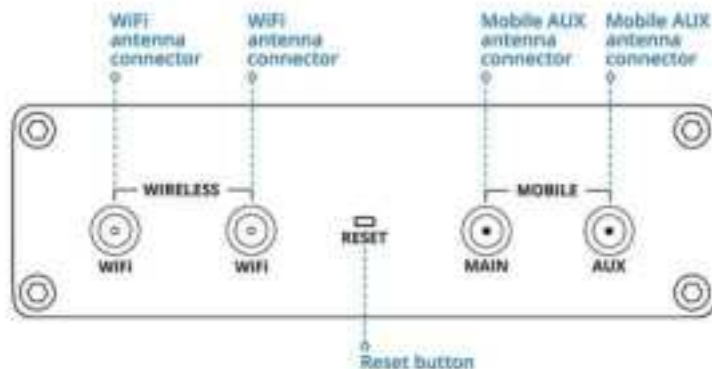 WiFi antenna connector
WiFi antenna connector
Mobile AUX antenna connector
Mobile AUX antenna connector
WIRELESS
MOBILE
WiFi
WiFi
RESET
MAIN
AUX
Reset button